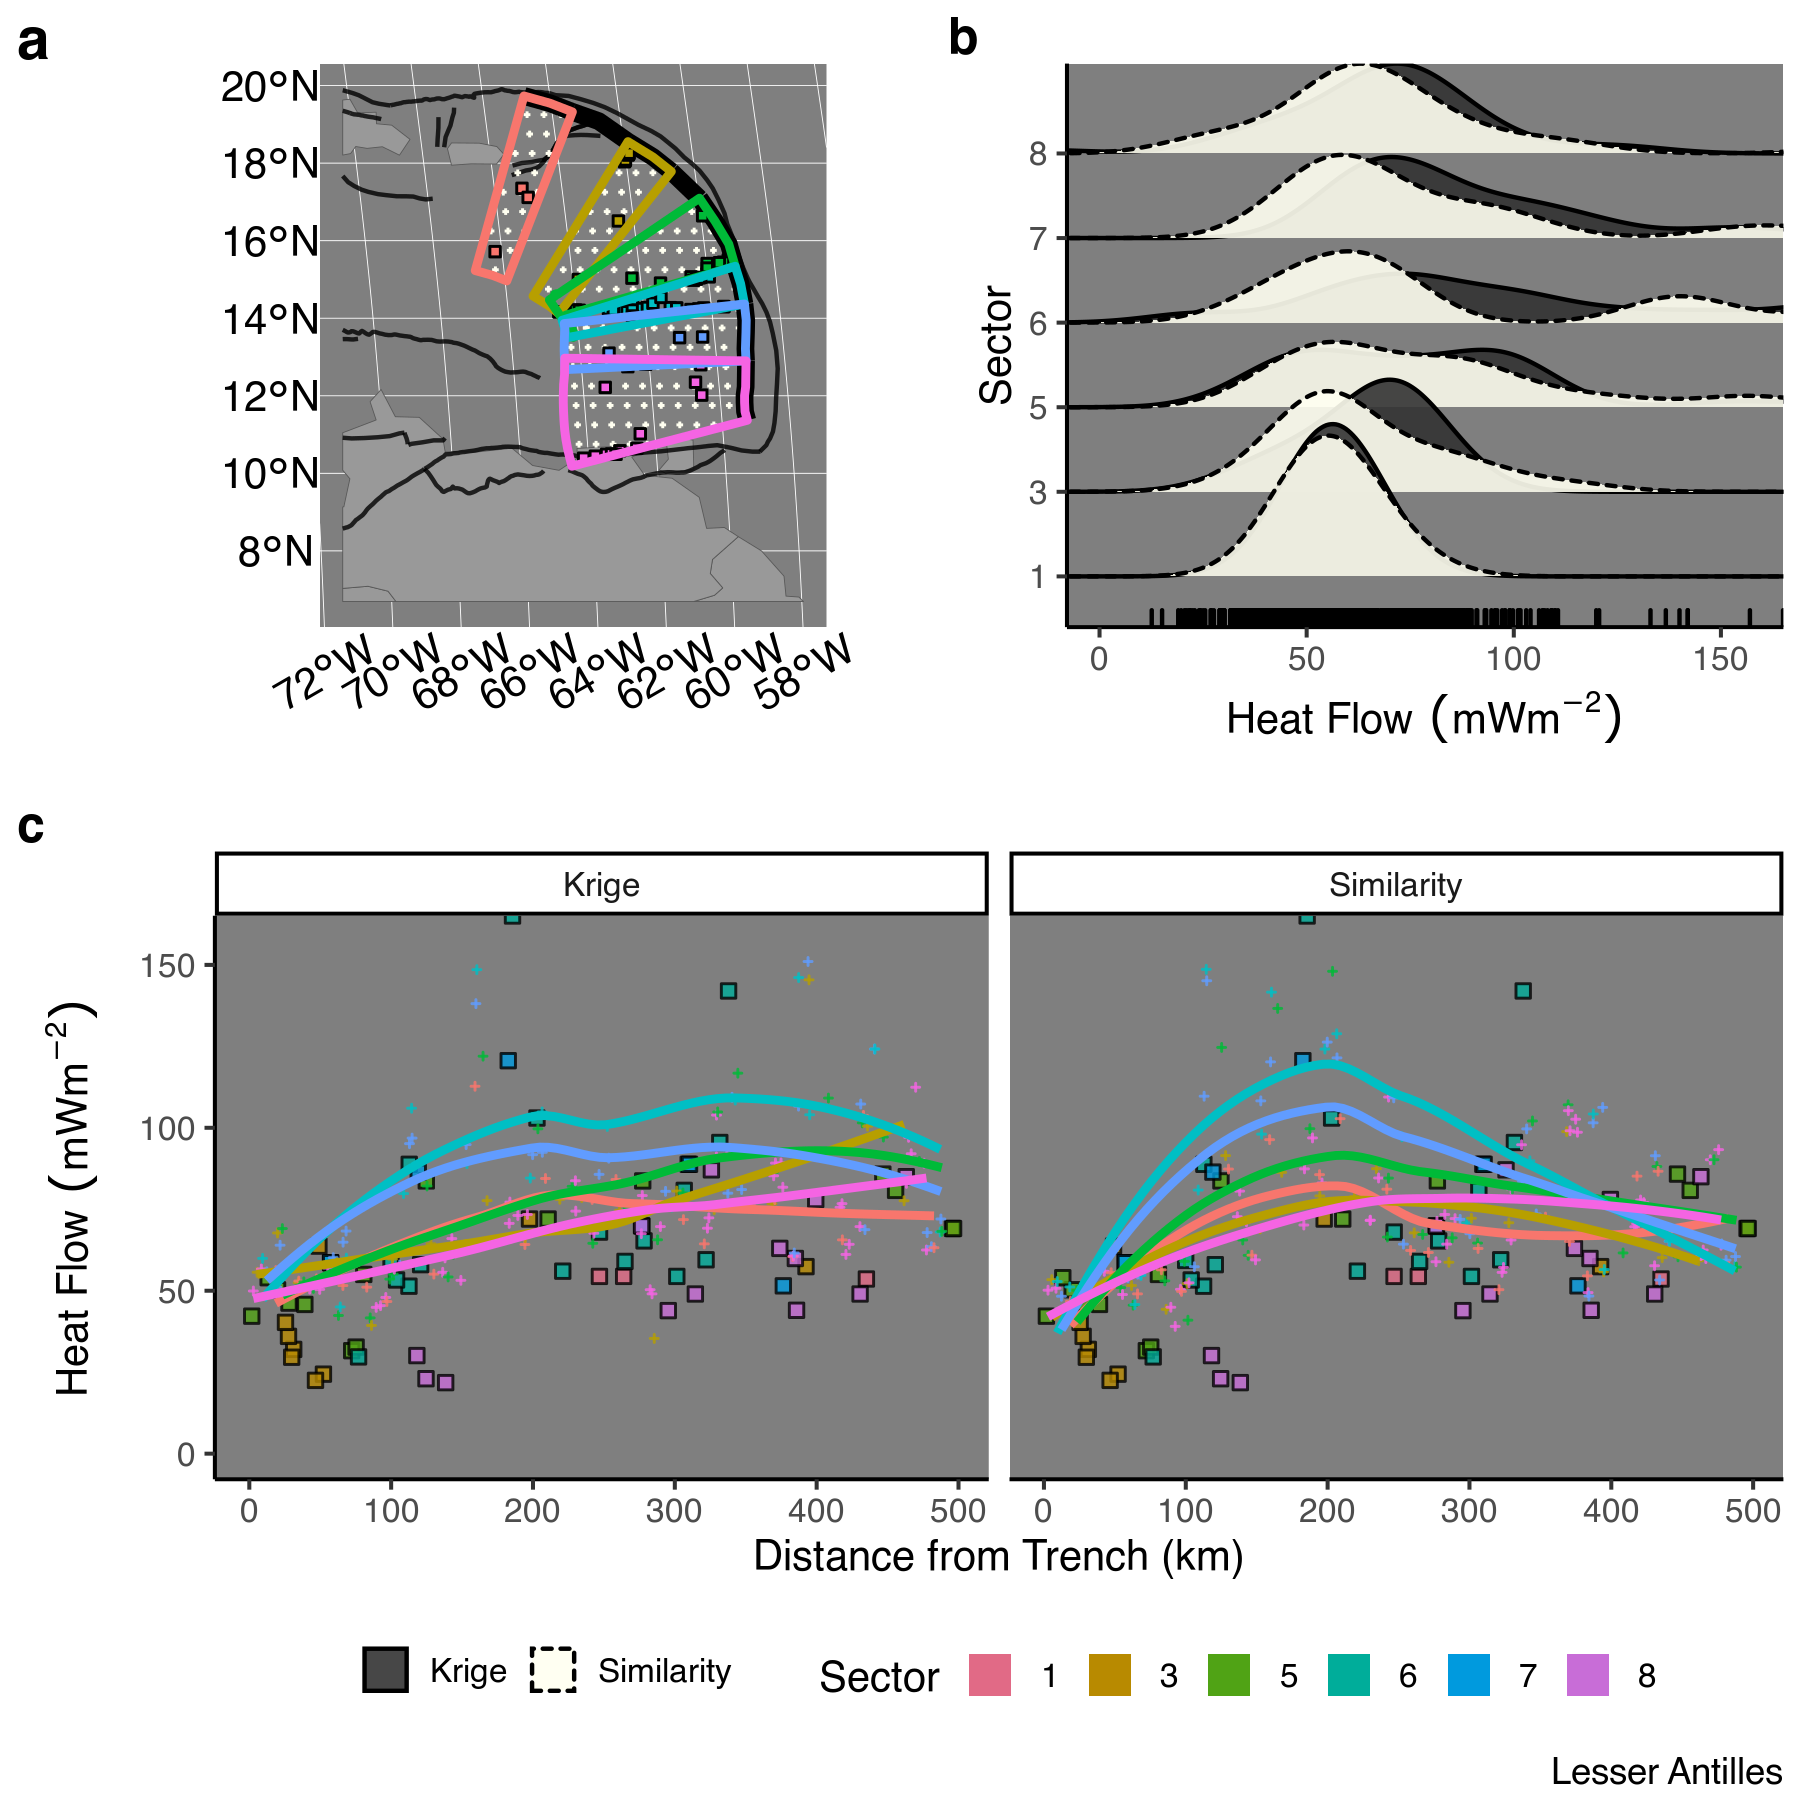 a
20°N
18°N
16°N
14°N
12°N
10°N
8°N
72°W 70°W 68°W 66°W 64°W 62°W 60°W 58°W
b
Sector
8
7
6
5
3
1
0 50 100 150
Heat Flow (mWm−2)
c
Krige Similarity
Heat Flow (mWm−2)
150
100
50
0
0 100 200 300 400 500 0 100 200 300 400 500
Distance from Trench (km)
Krige Similarity Sector 1 3 5 6 7 8
Lesser Antilles